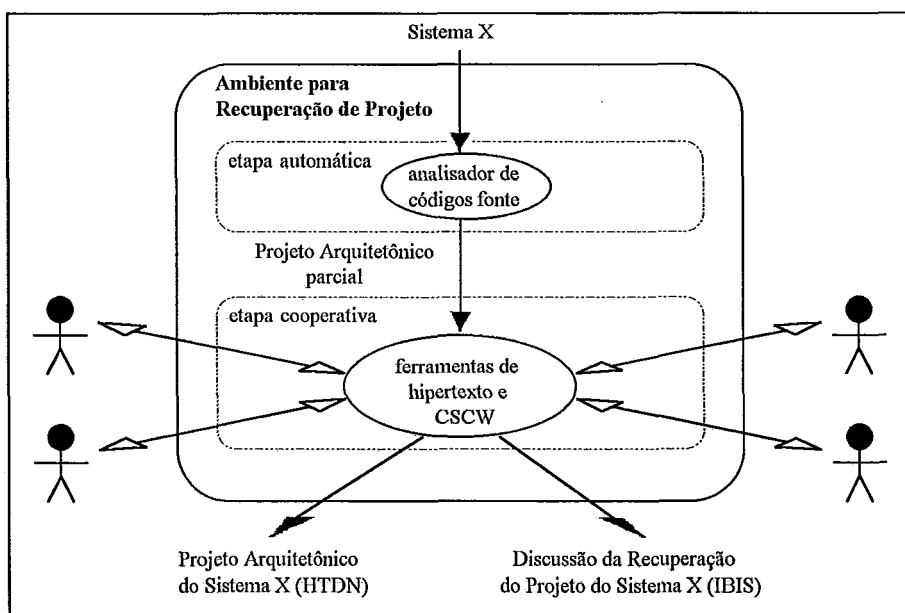 Sistema X
Ambiente para
Recuperação de Projeto
etapa automática
analisador de
códigos fonte
Projeto Arquitetônico
parcial
etapa cooperativa
ferramentas de
hipertexto e
CSCW
Projeto Arquitetônico
do Sistema X (HTDN)
Discussão da Recuperação
do Projeto do Sistema X (IBIS)